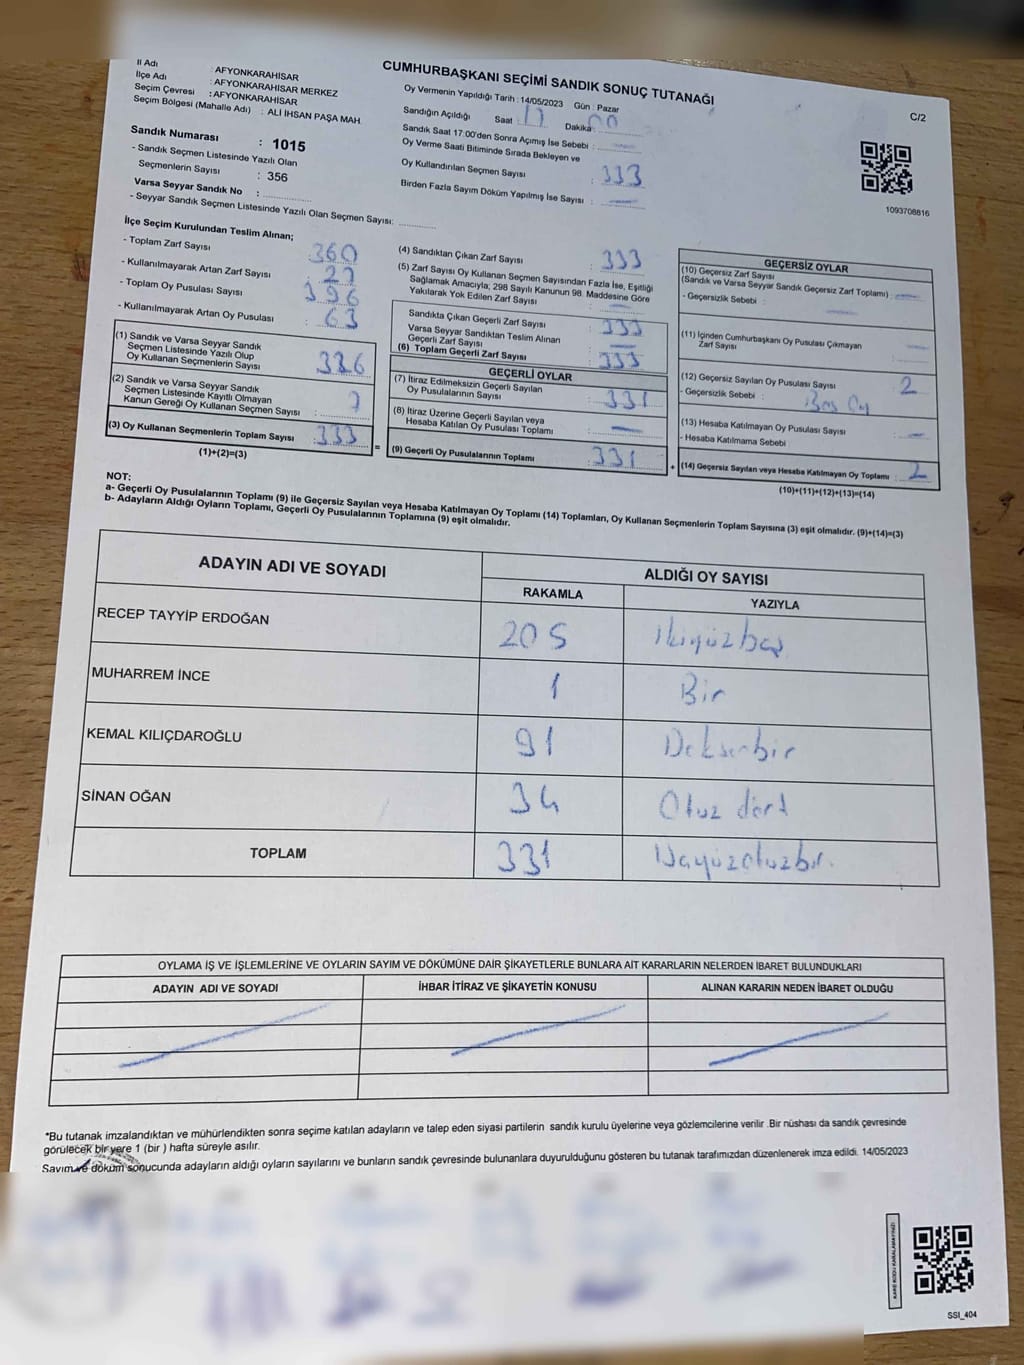 CUMHURBAŞKANI SEÇİMİ SANDIK SONUÇ TUTANAĞI
C/2
İl Adı : AFYONKARAHİSAR
İlçe Adı : AFYONKARAHİSAR MERKEZ
Seçim Çevresi : AFYONKARAHİSAR
Seçim Bölgesi (Mahalle Adı) : ALİ İHSAN PAŞA MAH.
Sandık Numarası : 1015
- Sandık Seçmen Listesinde Yazılı Olan
Seçmenlerin Sayısı : 356
Varsa Seyyar Sandık No :
- Seyyar Sandık Seçmen Listesinde Yazılı Olan Seçmen Sayısı:
Oy Vermenin Yapıldığı Tarih : 14/05/2023 Gün : Pazar
Sandığın Açıldığı Saat : 17 Dakika : 00
Sandık Saat 17:00'den Sonra Açımış İse Sebebi :
Oy Verme Saati Bitiminde Sırada Bekleyen ve
Oy Kullandırılan Seçmen Sayısı : 333
Birden Fazla Sayım Döküm Yapılmış İse Sayısı : —
1093708816
İlçe Seçim Kurulundan Teslim Alınan;
- Toplam Zarf Sayısı : 360
- Kullanılmayarak Artan Zarf Sayısı : 27
- Toplam Oy Pusulası Sayısı : 396
- Kullanılmayarak Artan Oy Pusulası : 63
(1) Sandık ve Varsa Seyyar Sandık
Seçmen Listesinde Yazılı Olup
Oy Kullanan Seçmenlerin Sayısı : 326
(2) Sandık ve Varsa Seyyar Sandık
Seçmen Listesinde Kayıtlı Olmayan
Kanun Gereği Oy Kullanan Seçmen Sayısı : 7
(3) Oy Kullanan Seçmenlerin Toplam Sayısı : 333
(1)+(2)=(3)
=
(4) Sandıktan Çıkan Zarf Sayısı : 333
(5) Zarf Sayısı Oy Kullanan Seçmen Sayısından Fazla İse, Eşitliği
Sağlamak Amacıyla; 298 Sayılı Kanunun 98. Maddesine Göre
Yakılarak Yok Edilen Zarf Sayısı : —
Sandıkta Çıkan Geçerli Zarf Sayısı : 333
Varsa Seyyar Sandıktan Teslim Alınan
Geçerli Zarf Sayısı : —
(6) Toplam Geçerli Zarf Sayısı : 333
GEÇERLİ OYLAR
(7) İtiraz Edilmeksizin Geçerli Sayılan
Oy Pusulalarının Sayısı : 331
(8) İtiraz Üzerine Geçerli Sayılan veya
Hesaba Katılan Oy Pusulası Toplamı : —
(9) Geçerli Oy Pusulalarının Toplamı : 331
+
GEÇERSİZ OYLAR
(10) Geçersiz Zarf Sayısı
(Sandık ve Varsa Seyyar Sandık Geçersiz Zarf Toplamı) : —
- Geçersizlik Sebebi : —
(11) İçinden Cumhurbaşkanı Oy Pusulası Çıkmayan
Zarf Sayısı : —
(12) Geçersiz Sayılan Oy Pusulası Sayısı : 2
- Geçersizlik Sebebi : Boş Oy
(13) Hesaba Katılmayan Oy Pusulası Sayısı : —
- Hesaba Katılmama Sebebi
(14) Geçersiz Sayılan veya Hesaba Katılmayan Oy Toplamı : 2
(10)+(11)+(12)+(13)=(14)
NOT:
a- Geçerli Oy Pusulalarının Toplamı (9) ile Geçersiz Sayılan veya Hesaba Katılmayan Oy Toplamı (14) Toplamları, Oy Kullanan Seçmenlerin Toplam Sayısına (3) eşit olmalıdır. (9)+(14)=(3)
b- Adayların Aldığı Oyların Toplamı, Geçerli Oy Pusulalarının Toplamına (9) eşit olmalıdır.
ADAYIN ADI VE SOYADI ALDIĞI OY SAYISI
RAKAMLA YAZIYLA
RECEP TAYYİP ERDOĞAN 205 İkiyüzbeş
MUHARREM İNCE 1 Bir
KEMAL KILIÇDAROĞLU 91 Doksanbir
SİNAN OĞAN 34 Otuz dört
TOPLAM 331 Üçyüzotuzbir.
OYLAMA İŞ VE İŞLEMLERİNE VE OYLARIN SAYIM VE DÖKÜMÜNE DAİR ŞİKAYETLERLE BUNLARA AİT KARARLARIN NELERDEN İBARET BULUNDUKLARI
ADAYIN ADI VE SOYADI İHBAR İTİRAZ VE ŞİKAYETİN KONUSU ALINAN KARARIN NEDEN İBARET OLDUĞU
*Bu tutanak imzalandıktan ve mühürlendikten sonra seçime katılan adayların ve talep eden siyasi partilerin sandık kurulu üyelerine veya gözlemcilerine verilir .Bir nüshası da sandık çevresinde
görülecek bir yere 1 (bir ) hafta süreyle asılır.
Sayım ve döküm sonucunda adayların aldığı oyların sayılarını ve bunların sandık çevresinde bulunanlara duyurulduğunu gösteren bu tutanak tarafımızdan düzenlenerek imza edildi. 14/05/2023
KARE KODU KARALAMAYINIZ!
SSI_404